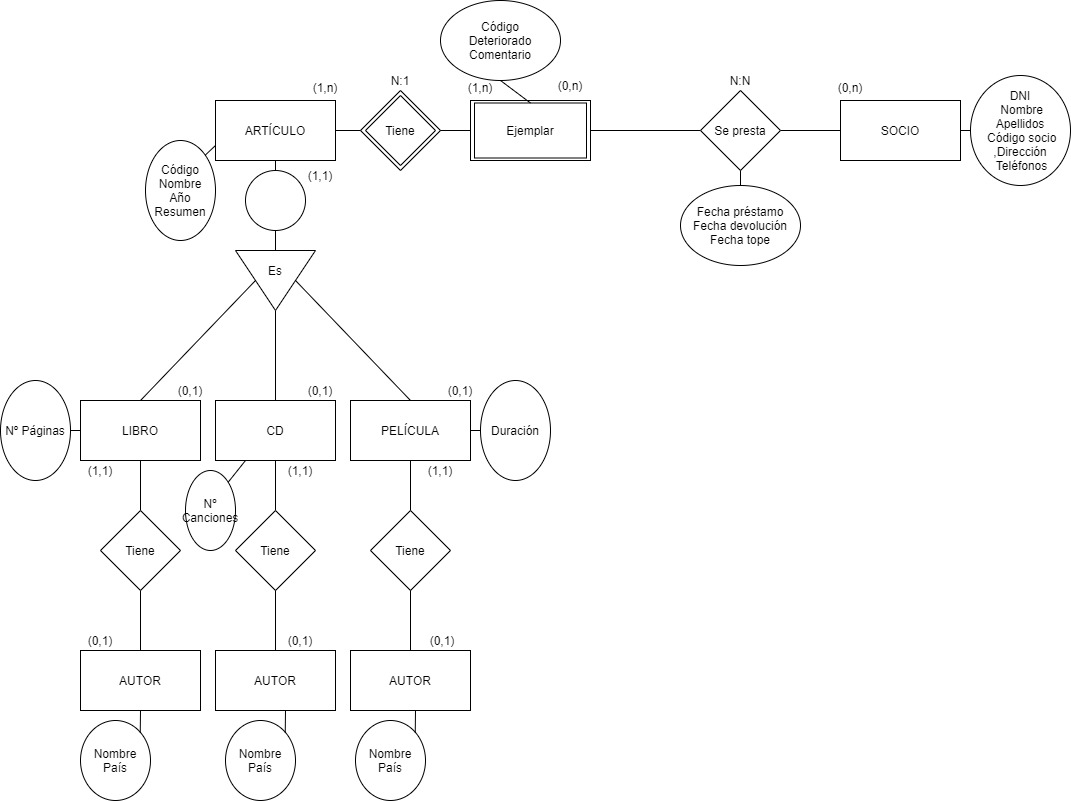 Código
Deteriorado
Comentario
(1,n)
N:1
(1,n)
(0,n)
N:N
(0,n)
ARTÍCULO
Tiene
Ejemplar
Se presta
SOCIO
DNI
Nombre
Apellidos
Código socio
,Dirección
Teléfonos
Código
Nombre
Año
Resumen
(1,1)
Fecha préstamo
Fecha devolución
Fecha tope
Es
(0,1)
(0,1)
(0,1)
Nº Páginas
LIBRO
CD
PELÍCULA
Duración
(1,1)
(1,1)
(1,1)
Nº
Canciones
Tiene
Tiene
Tiene
(0,1)
(0,1)
(0,1)
AUTOR
AUTOR
AUTOR
Nombre
País
Nombre
País
Nombre
País